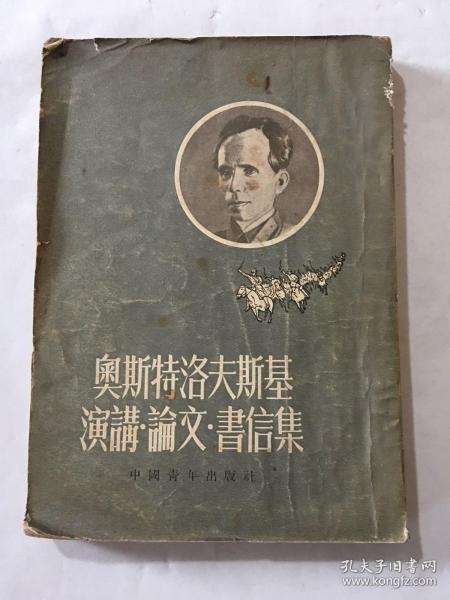 奧斯特洛夫斯基
演講·論文·書信集
中國青年出版社
孔夫子旧书网
www.kongfz.com